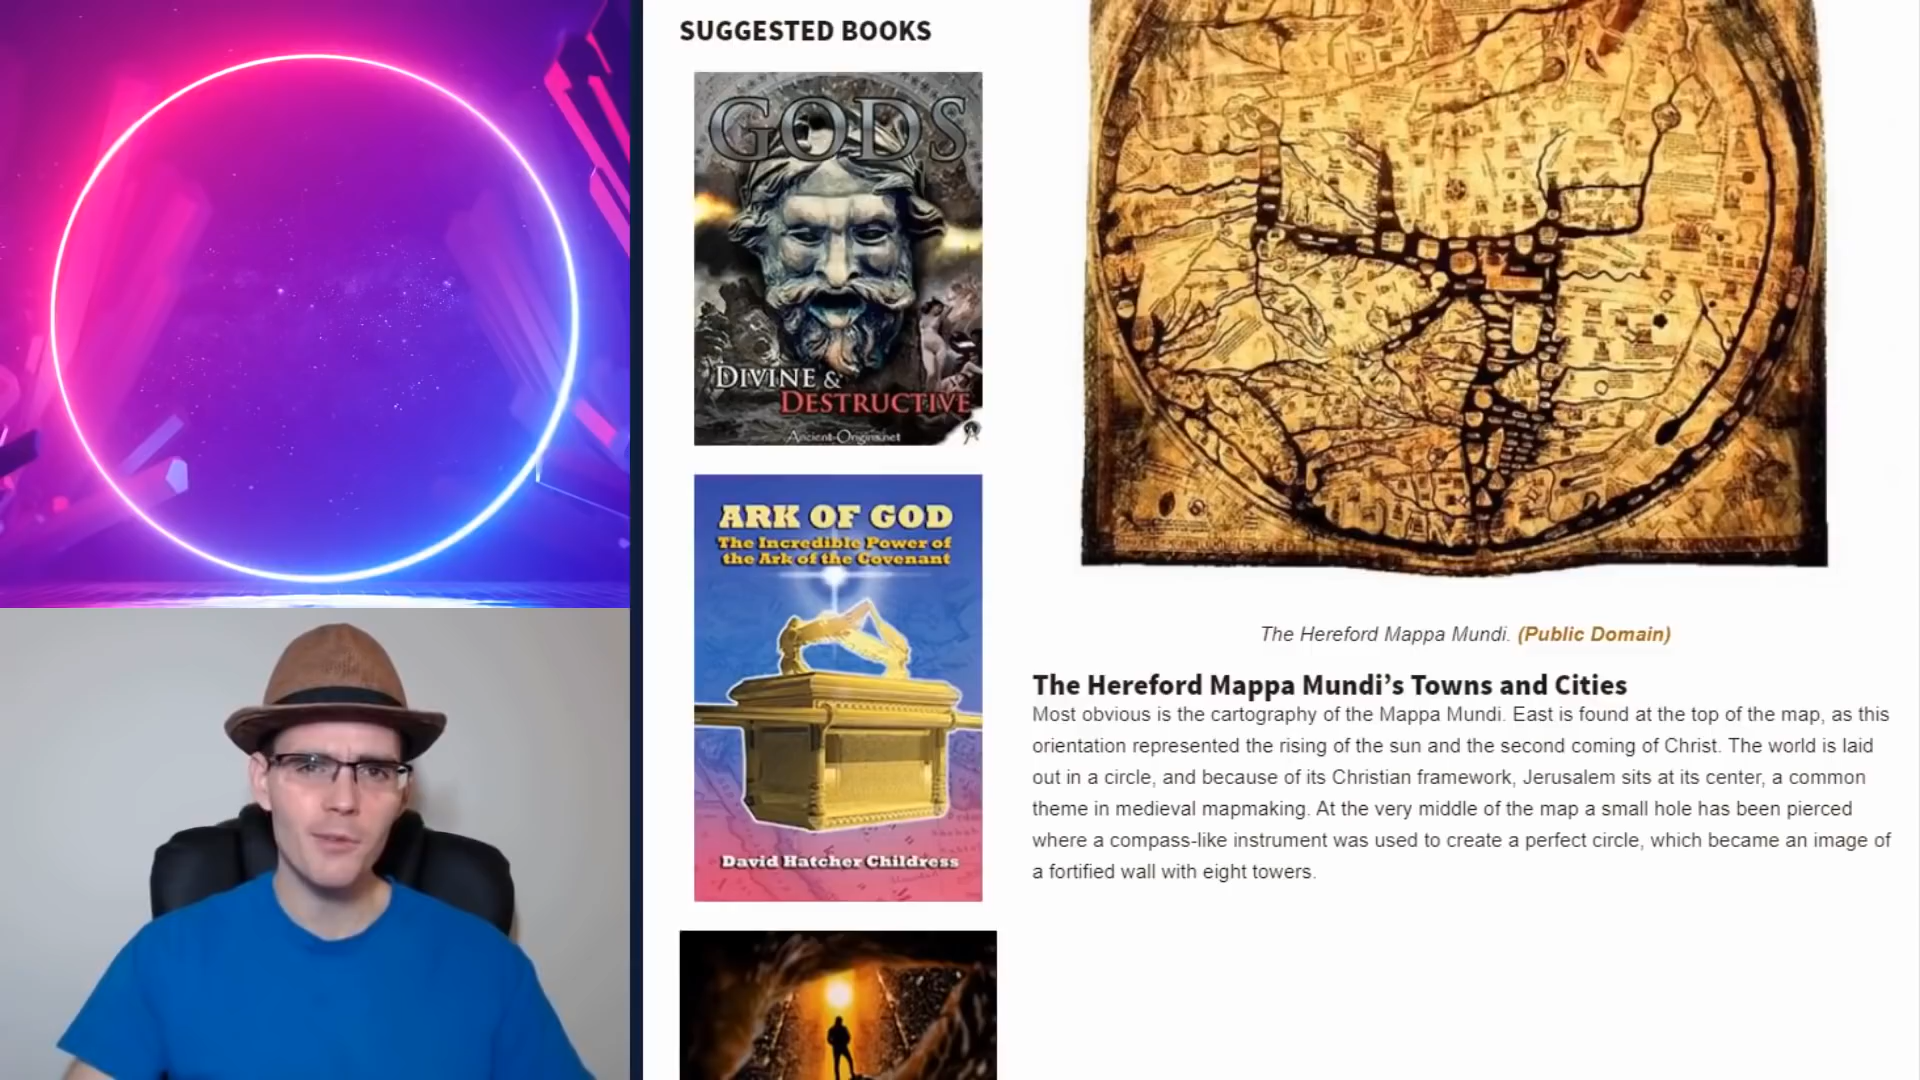 SUGGESTED BOOKS
GODS
DIVINE &
DESTRUCTIVE
Ancient-Origins.net
ARK OF GOD
The Incredible Power of
the Ark of the Covenant
David Hatcher Childress
The Hereford Mappa Mundi. (Public Domain)
The Hereford Mappa Mundi’s Towns and Cities
Most obvious is the cartography of the Mappa Mundi. East is found at the top of the map, as this
orientation represented the rising of the sun and the second coming of Christ. The world is laid
out in a circle, and because of its Christian framework, Jerusalem sits at its center, a common
theme in medieval mapmaking. At the very middle of the map a small hole has been pierced
where a compass-like instrument was used to create a perfect circle, which became an image of
a fortified wall with eight towers.